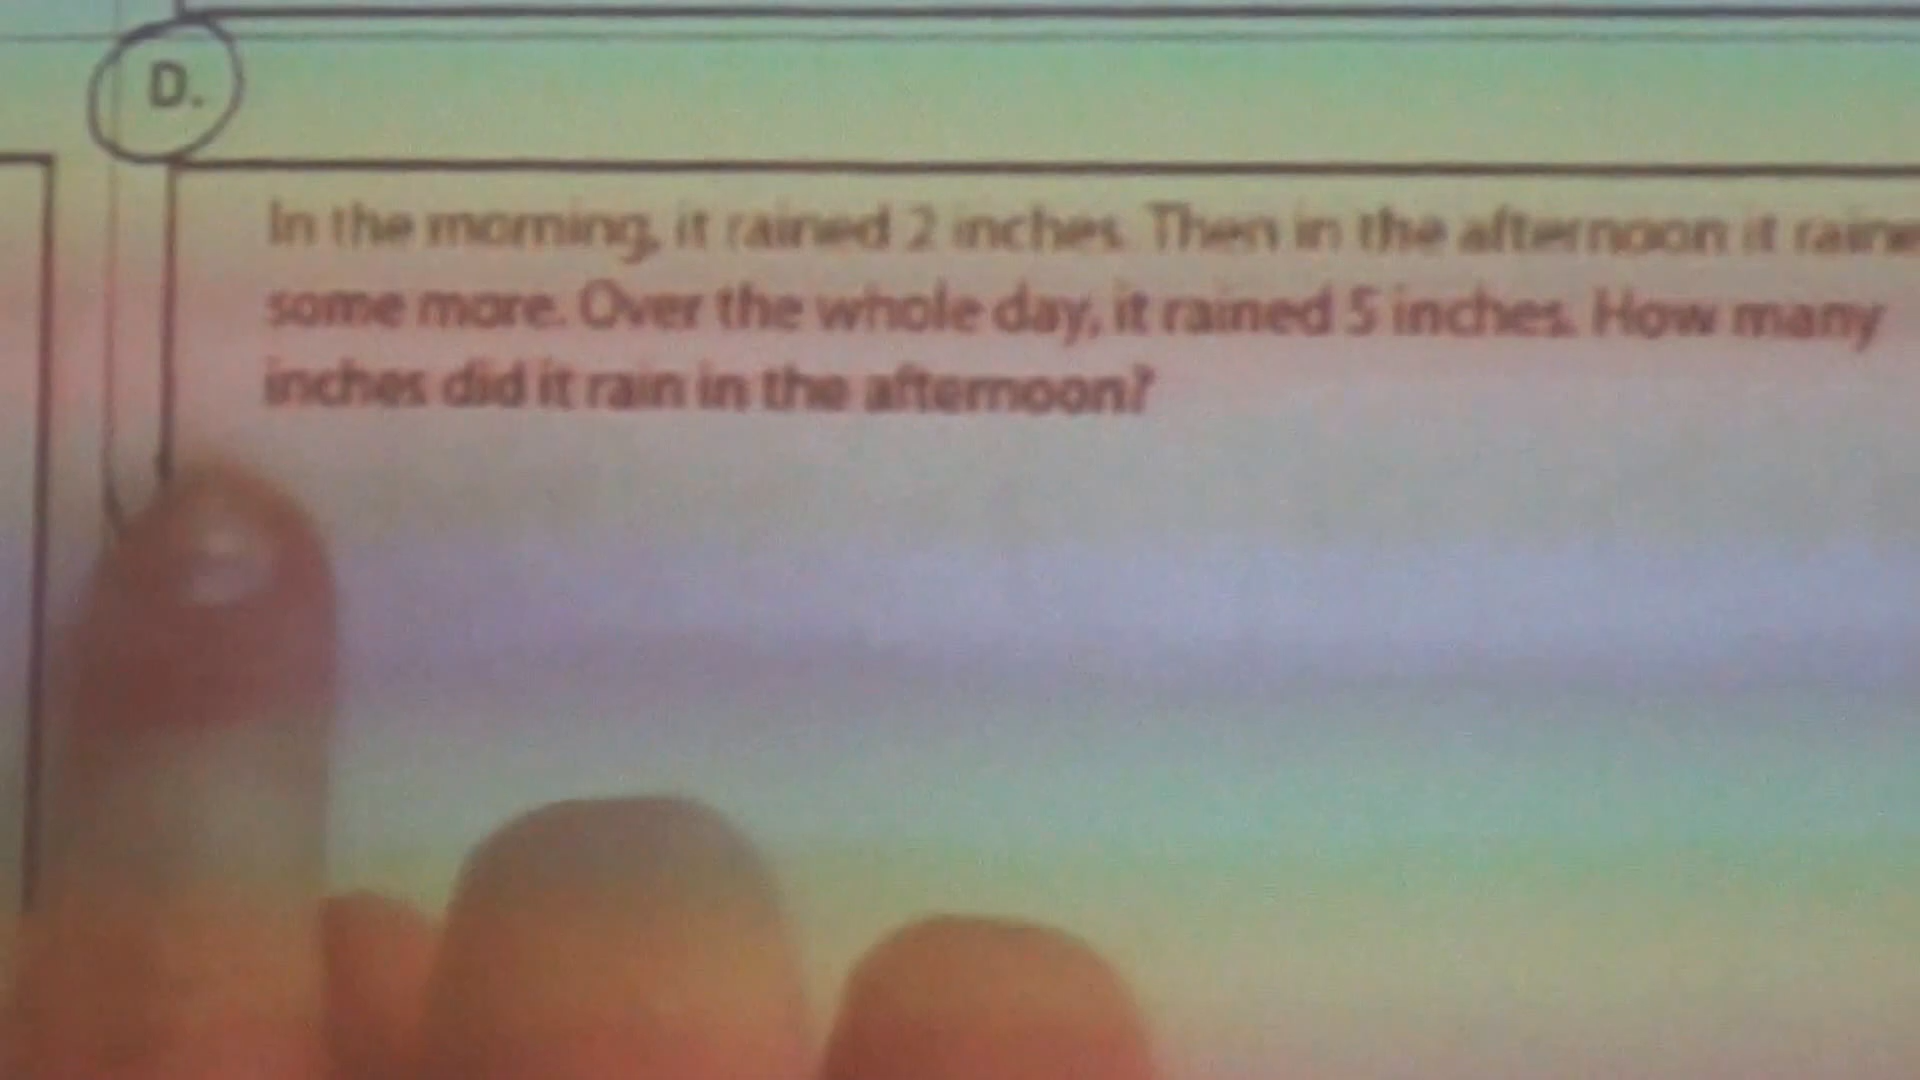 D.
In the morning, it rained 2 inches. Then in the afternoon it raine
some more. Over the whole day, it rained 5 inches. How many
inches did it rain in the afternoon?